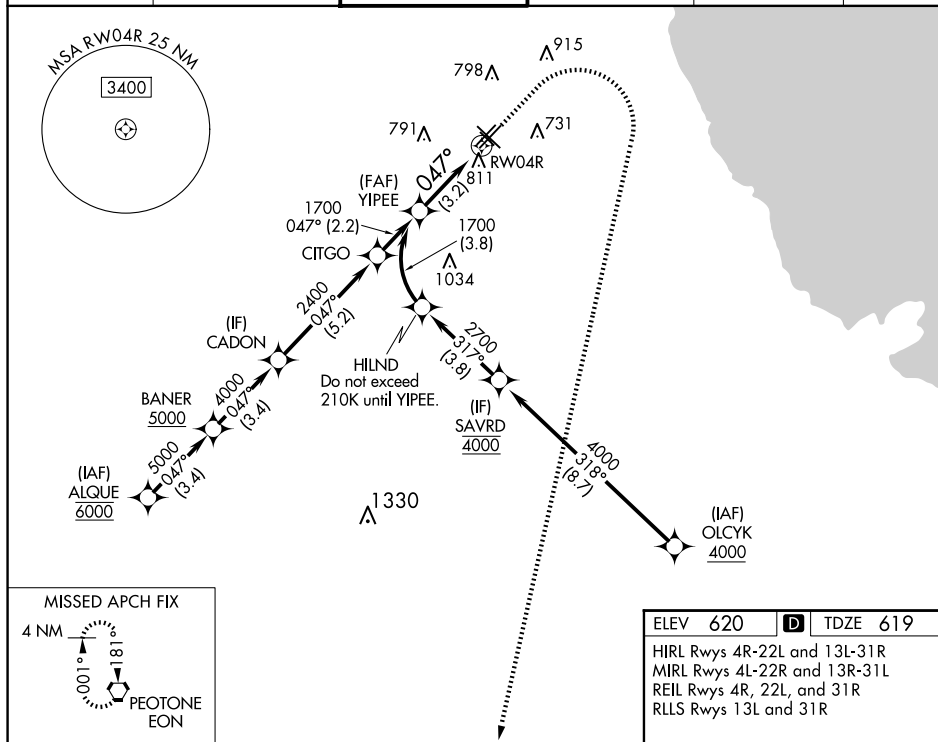 MSA RW04R 25 NM
3400
915
798
791
731
RW04R
811
047°
(3.2)
(FAF)
YIPEE
1700
047° (2.2)
1700
(3.8)
CITGO
1034
2400
047°
(5.2)
(IF)
CADON
HILND
Do not exceed
210K until YIPEE.
2700
317°
(3.8)
BANER
5000
4000
047°
(3.4)
(IF)
SAVRD
4000
5000
047°
(3.4)
(IAF)
ALQUE
6000
4000
318°
(8.7)
1330
(IAF)
OLCYK
4000
MISSED APCH FIX
4 NM
001°
181°
PEOTONE
EON
ELEV 620 D TDZE 619
HIRL Rwys 4R-22L and 13L-31R
MIRL Rwys 4L-22R and 13R-31L
REIL Rwys 4R, 22L, and 31R
RLLS Rwys 13L and 31R